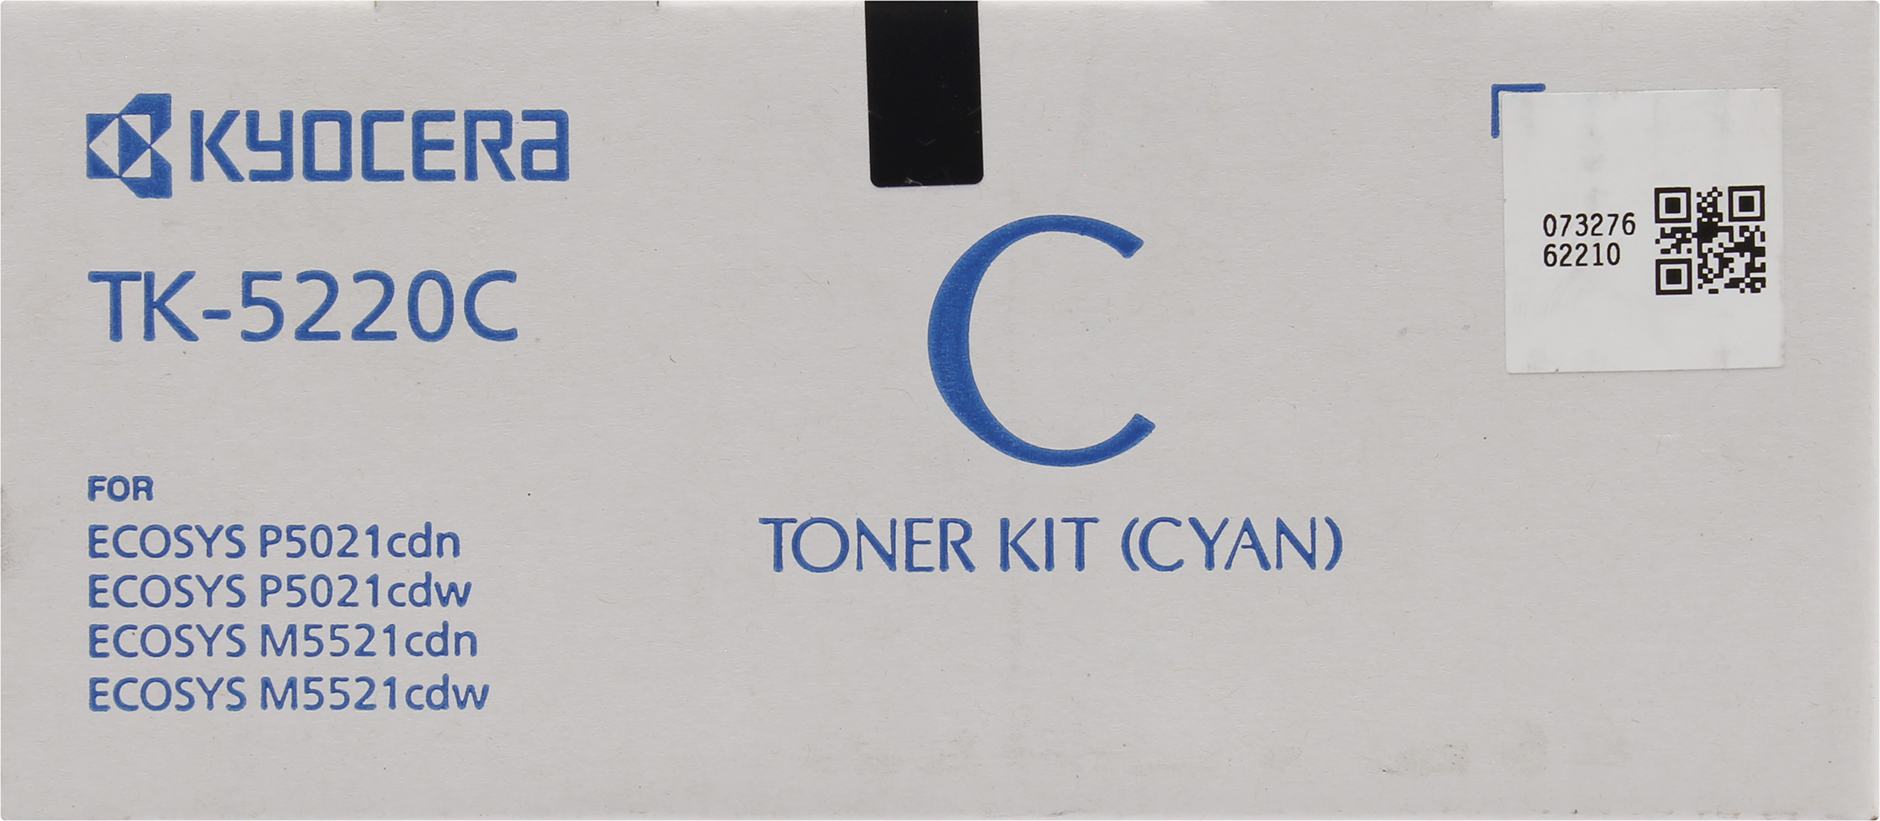 KYOCERA
TK-5220C
FOR
ECOSYS P5021cdn
ECOSYS P5021cdw
ECOSYS M5521cdn
ECOSYS M5521cdw
C
TONER KIT (CYAN)
073276
62210